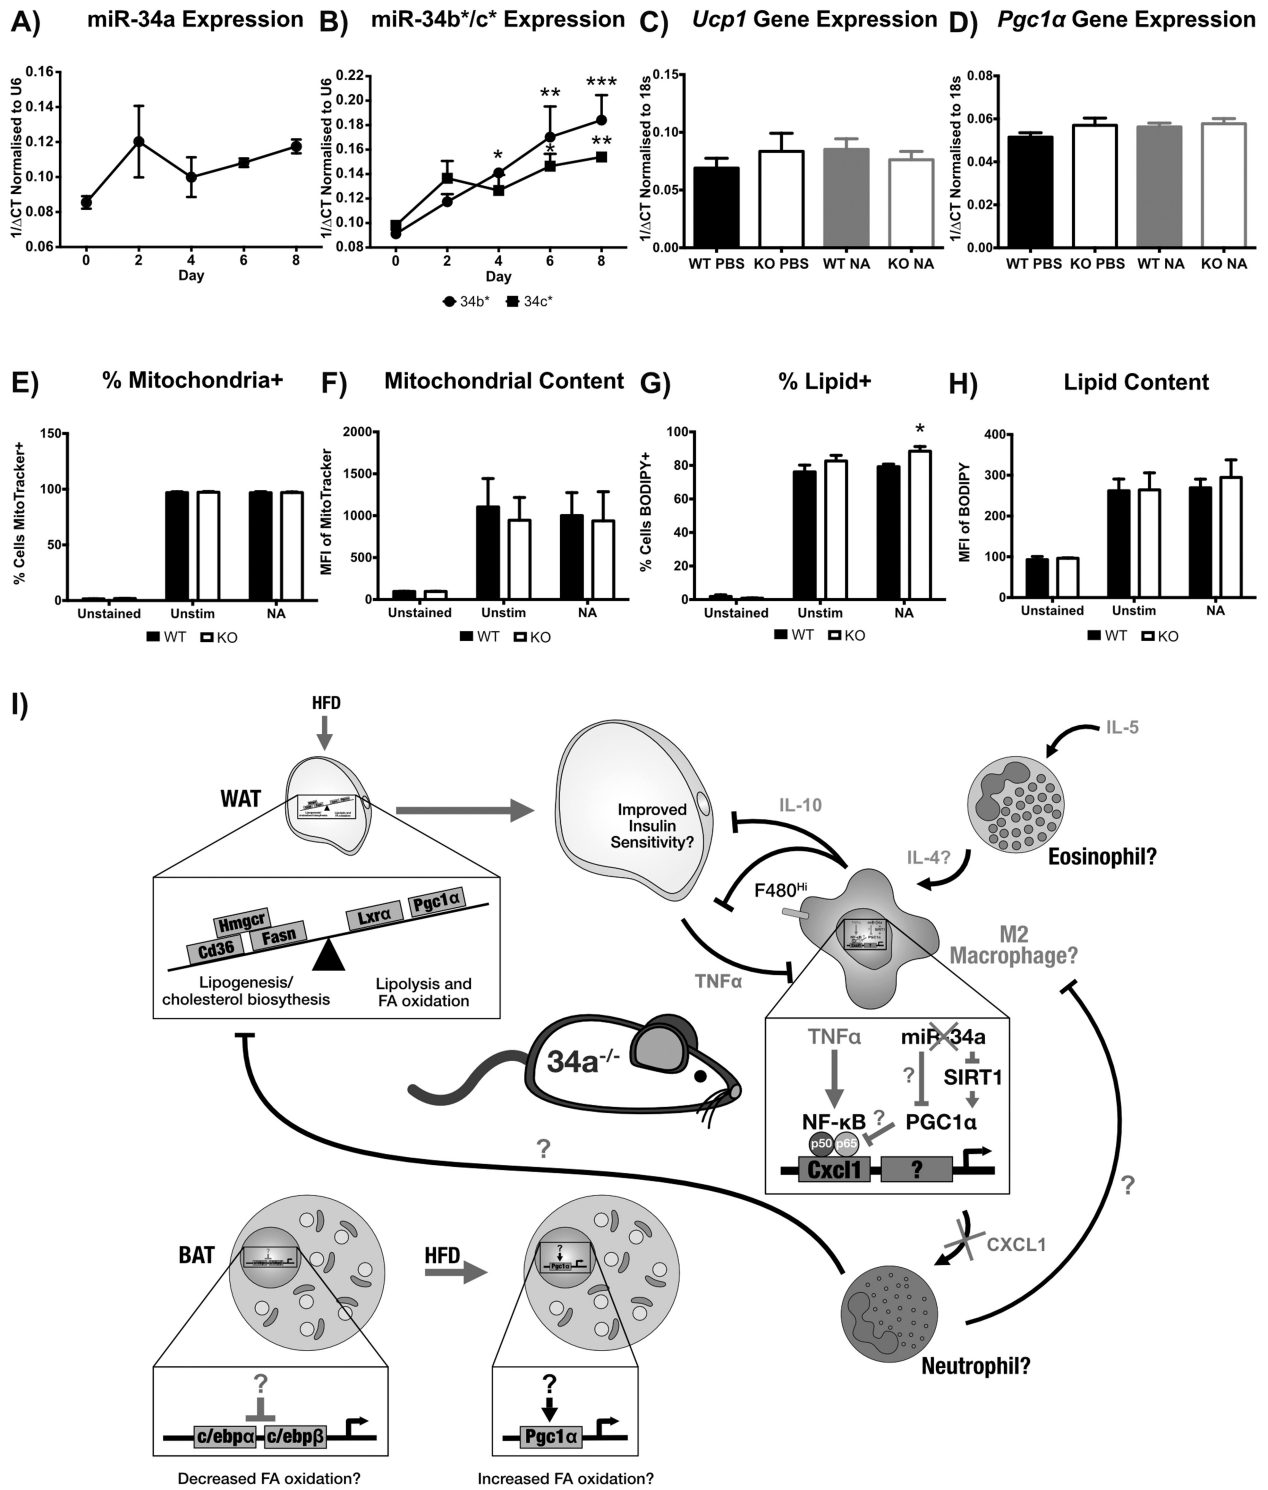 A) miR-34a Expression
1/ΔCT Normalised to U6
0.16
0.14
0.12
0.10
0.08
0.06
0 2 4 6 8
Day
B) miR-34b*/c* Expression
1/ΔCT Normalised to U6
0.22
0.20
0.18
0.16
0.14
0.12
0.10
0.08
* ** * *** **
0 2 4 6 8
Day
34b* 34c*
C) Ucp1 Gene Expression
1/ΔCT Normalised to 18s
0.15
0.10
0.05
0.00
WT PBS KO PBS WT NA KO NA
D) Pgc1α Gene Expression
1/ΔCT Normalised to 18s
0.08
0.06
0.04
0.02
0.00
WT PBS KO PBS WT NA KO NA
E) % Mitochondria+
% Cells MitoTracker+
150
100
50
0
Unstained Unstim NA
WT KO
F) Mitochondrial Content
MFI of MitoTracker
2000
1500
1000
500
0
Unstained Unstim NA
WT KO
G) % Lipid+
% Cells BODIPY+
100
80
60
40
20
0
*
Unstained Unstim NA
WT KO
H) Lipid Content
MFI of BODIPY
400
300
200
100
0
Unstained Unstim NA
WT KO
I)
HFD
WAT
Hmgcr
Cd36 Fasn
Lxrα Pgc1α
Lipogenesis/
cholesterol biosythesis
Lipolysis and
FA oxidation
Improved
Insulin
Sensitivity?
IL-10
IL-5
Eosinophil?
IL-4?
F480Hi
M2
Macrophage?
TNFα
34a-/-
TNFα miR-34a
? SIRT1
NF-κB ? PGC1α
p50 p65
Cxcl1 ?
?
?
CXCL1
Neutrophil?
BAT
HFD
?
c/ebpα c/ebpβ
Decreased FA oxidation?
?
Pgc1α
Increased FA oxidation?